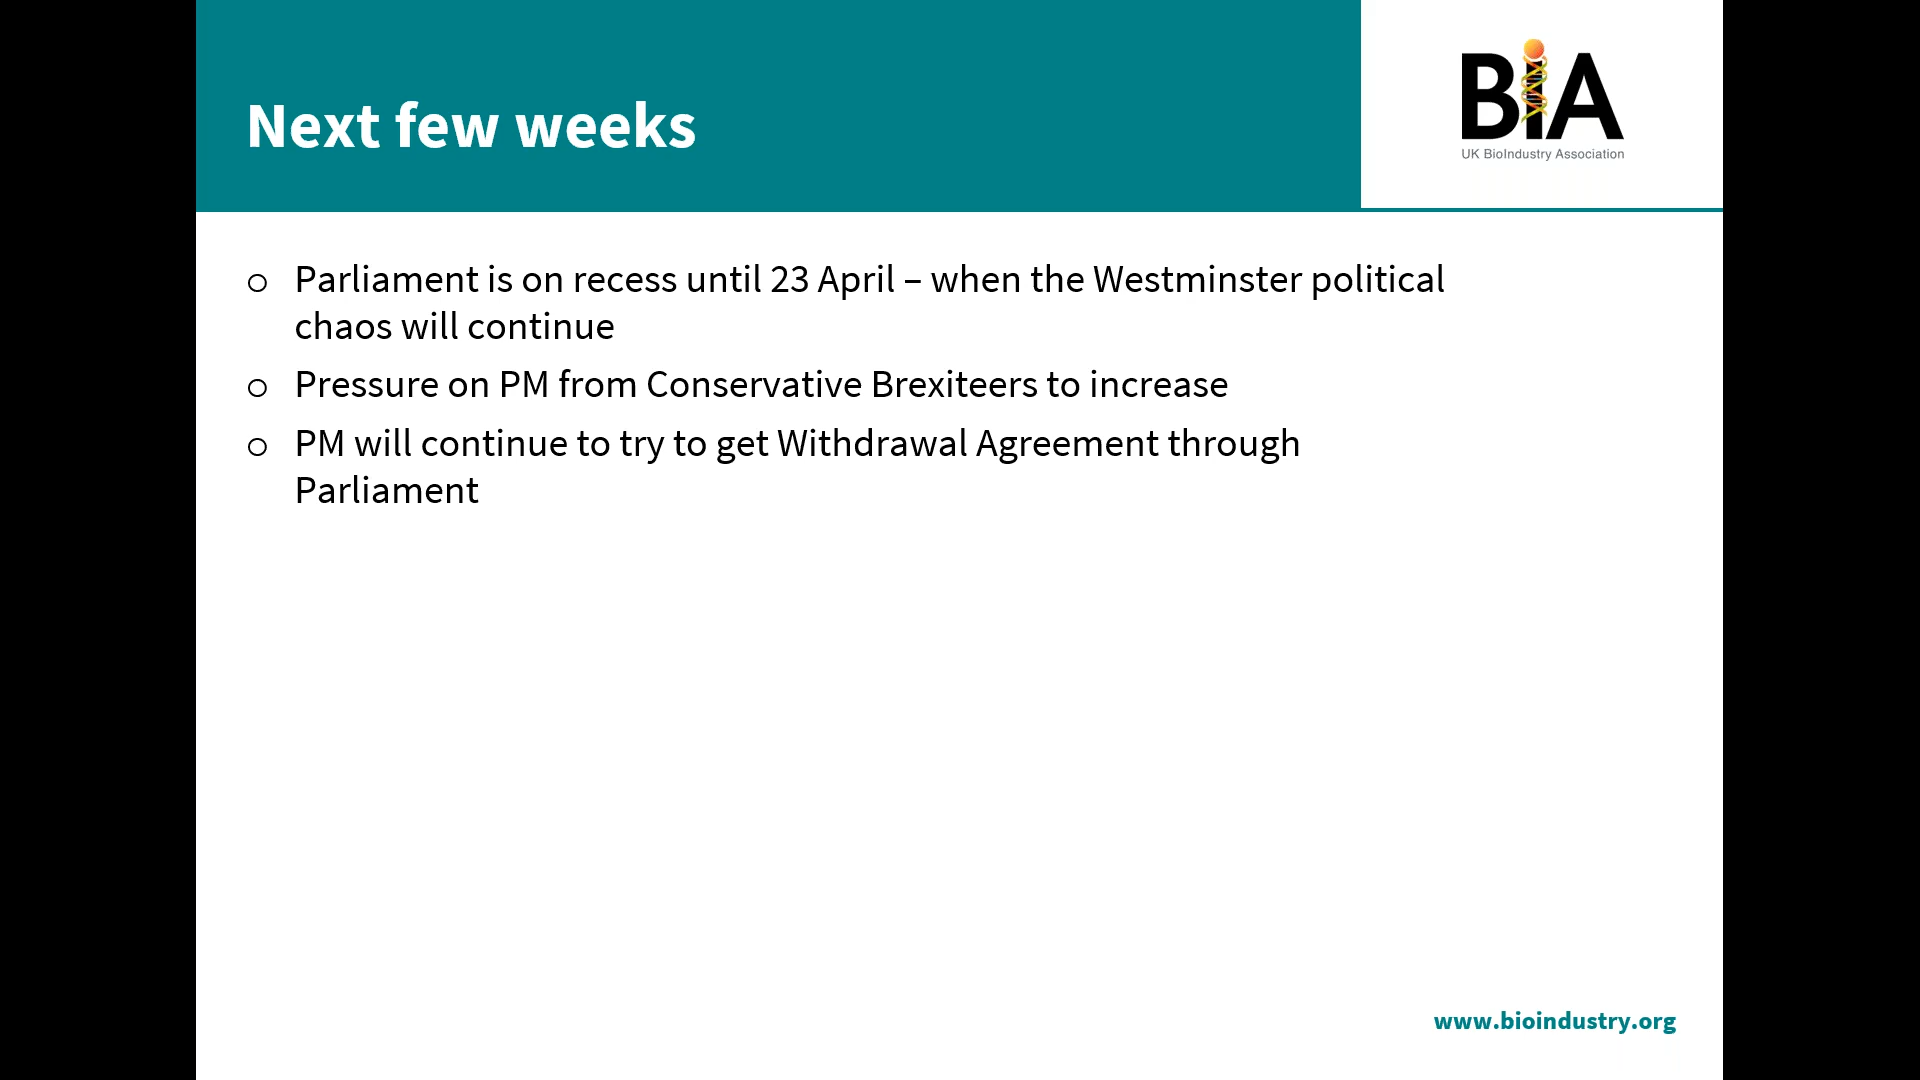 Next few weeks
BiA
UK BioIndustry Association
○ Parliament is on recess until 23 April – when the Westminster political
chaos will continue
○ Pressure on PM from Conservative Brexiteers to increase
○ PM will continue to try to get Withdrawal Agreement through
Parliament
www.bioindustry.org